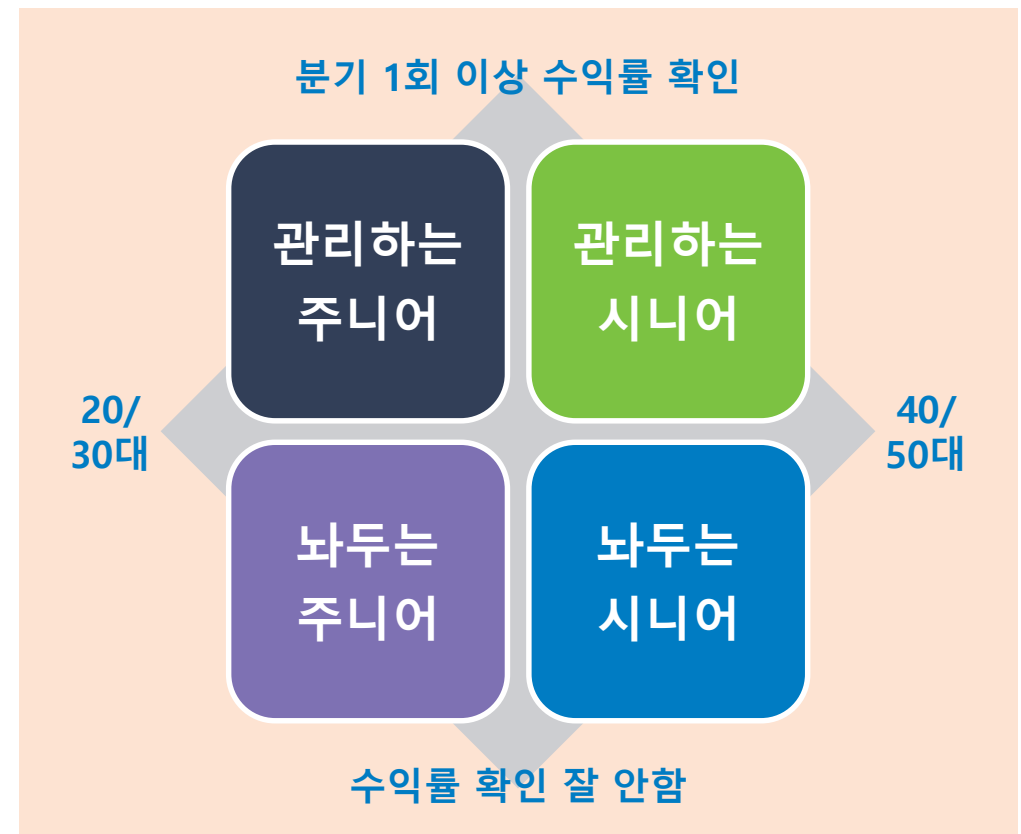 분기 1회 이상 수익률 확인
관리하는
주니어
관리하는
시니어
20/
30대
40/
50대
놔두는
주니어
놔두는
시니어
수익률 확인 잘 안함